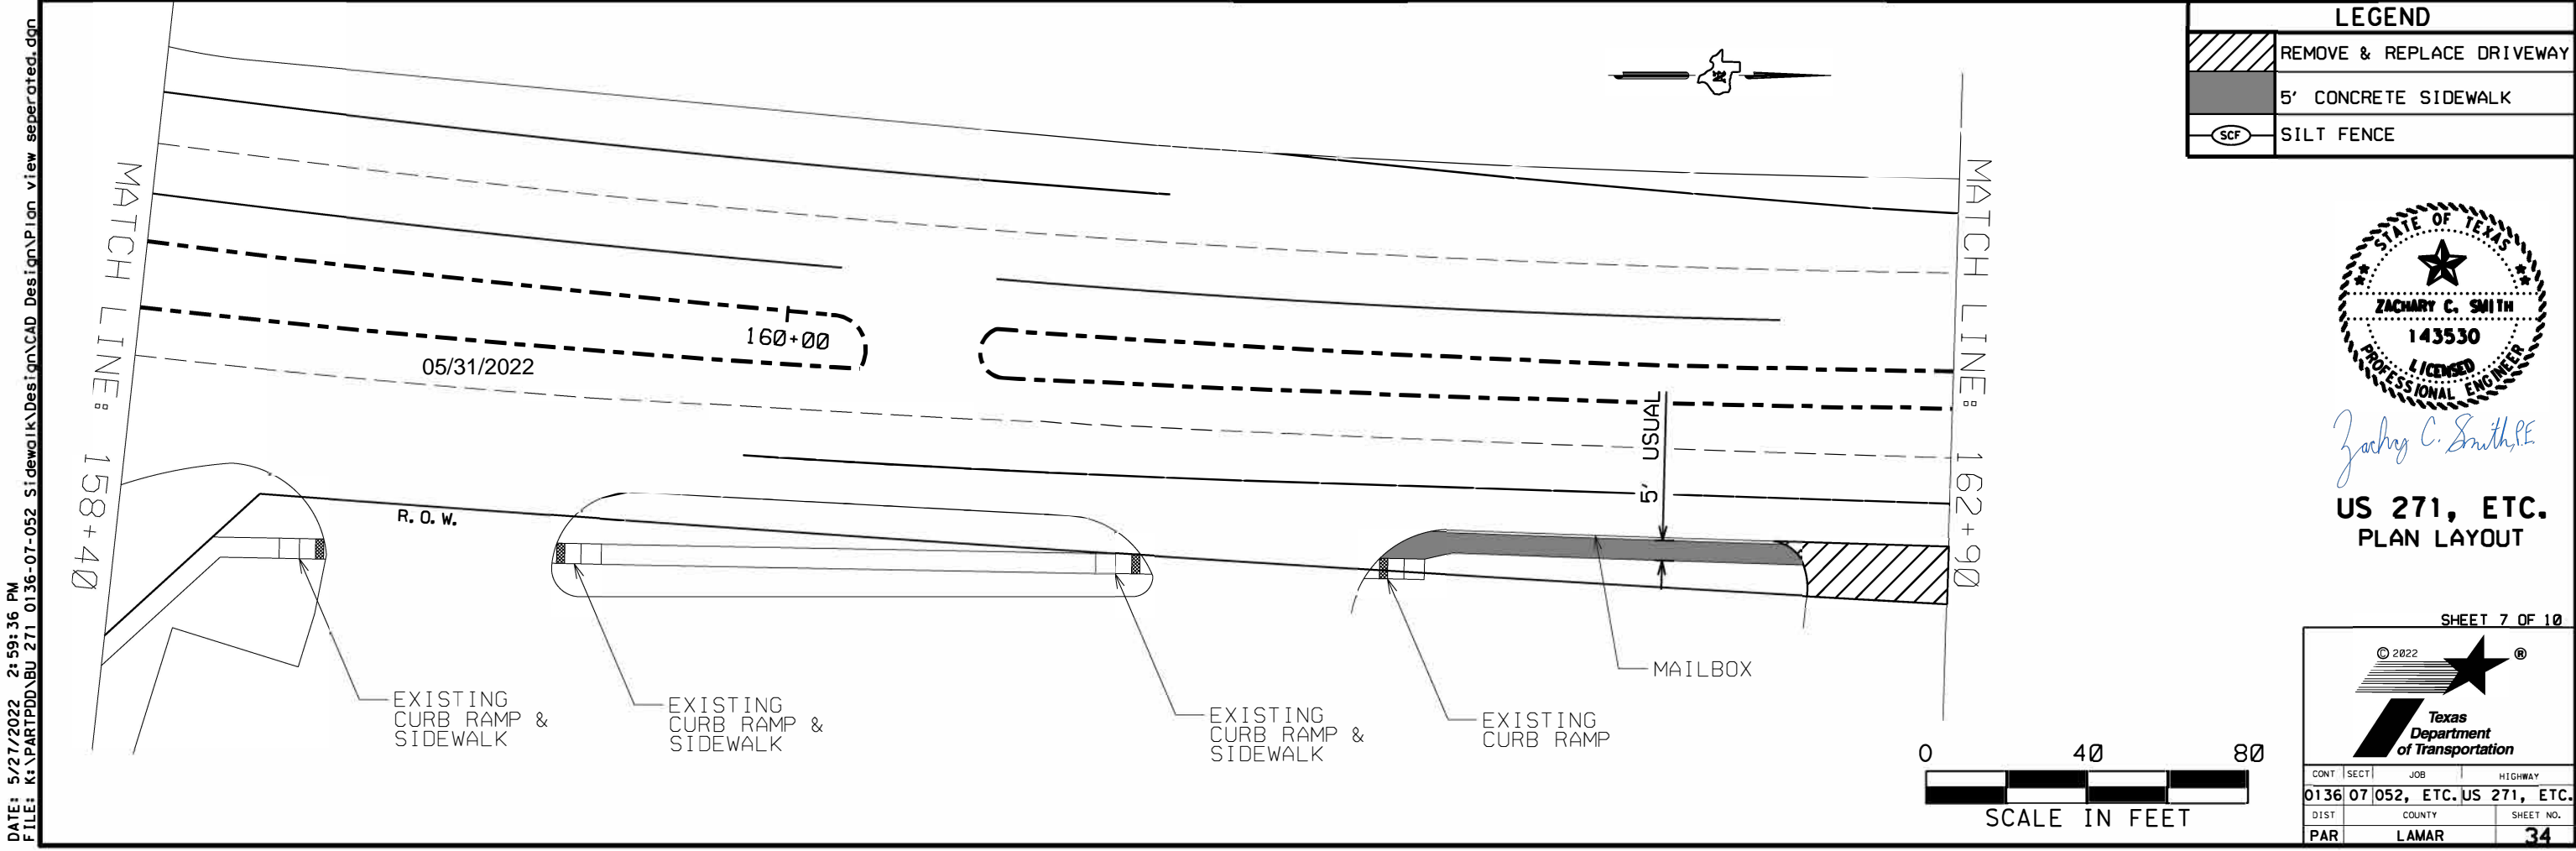 DATE: 5/27/2022 2:59:36 PM
FILE: K:\PARTPDD\BU 271 0136-07-052 Sidewalk\Design\CAD Design\Plan view seperated.dgn
MATCH LINE: 158+40
160+00
05/31/2022
R.O.W.
5' USUAL
MATCH LINE: 162+90
EXISTING
CURB RAMP &
SIDEWALK
EXISTING
CURB RAMP &
SIDEWALK
EXISTING
CURB RAMP &
SIDEWALK
EXISTING
CURB RAMP
MAILBOX
0 40 80
SCALE IN FEET
LEGEND
REMOVE & REPLACE DRIVEWAY
5' CONCRETE SIDEWALK
SCF SILT FENCE
STATE OF TEXAS
ZACHARY C. SMITH
143530
LICENSED
PROFESSIONAL ENGINEER
Zachry C. Smith, P.E.
US 271, ETC.
PLAN LAYOUT
SHEET 7 OF 10
© 2022 ®
Texas
Department
of Transportation
CONT SECT JOB HIGHWAY
0136 07 052, ETC. US 271, ETC.
DIST COUNTY SHEET NO.
PAR LAMAR 34